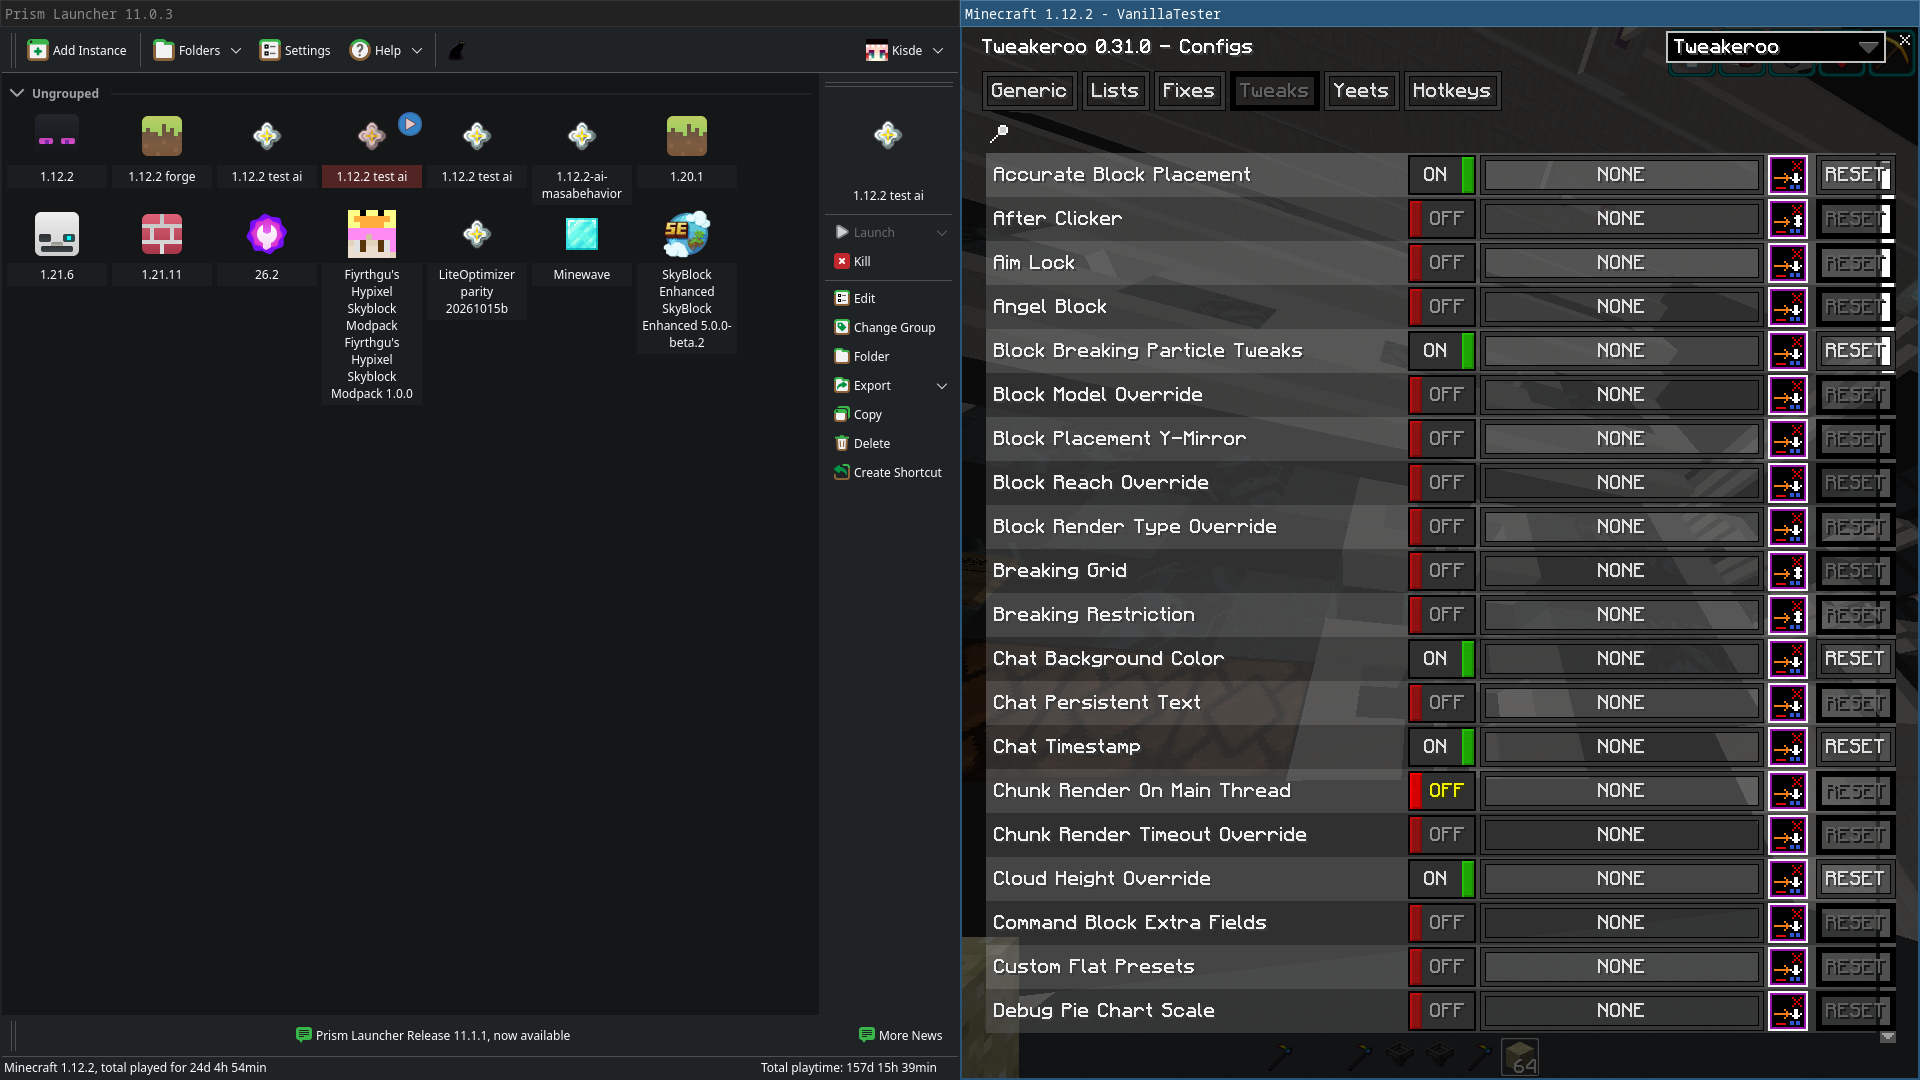 Prism Launcher 11.0.3
Add Instance
Folders
Settings
Help
Kisde
Ungrouped
1.12.2
1.12.2 forge
1.12.2 test ai
1.12.2 test ai
1.12.2 test ai
1.12.2-ai-
masabehavior
1.20.1
1.21.6
1.21.11
26.2
Fiyrthgu's
Hypixel
Skyblock
Modpack
Fiyrthgu's
Hypixel
Skyblock
Modpack 1.0.0
LiteOptimizer
parity
20261015b
Minewave
SE
SkyBlock
Enhanced
SkyBlock
Enhanced 5.0.0-
beta.2
1.12.2 test ai
Launch
Kill
Edit
Change Group
Folder
Export
Copy
Delete
Create Shortcut
Prism Launcher Release 11.1.1, now available
More News
Minecraft 1.12.2, total played for 24d 4h 54min
Total playtime: 157d 15h 39min
Minecraft 1.12.2 - VanillaTester
Tweakeroo 0.31.0 - Configs
Tweakeroo
Generic
Lists
Fixes
Tweaks
Yeets
Hotkeys
Accurate Block Placement ON NONE RESET
After Clicker OFF NONE RESET
Aim Lock OFF NONE RESET
Angel Block OFF NONE RESET
Block Breaking Particle Tweaks ON NONE RESET
Block Model Override OFF NONE RESET
Block Placement Y-Mirror OFF NONE RESET
Block Reach Override OFF NONE RESET
Block Render Type Override OFF NONE RESET
Breaking Grid OFF NONE RESET
Breaking Restriction OFF NONE RESET
Chat Background Color ON NONE RESET
Chat Persistent Text OFF NONE RESET
Chat Timestamp ON NONE RESET
Chunk Render On Main Thread OFF NONE RESET
Chunk Render Timeout Override OFF NONE RESET
Cloud Height Override ON NONE RESET
Command Block Extra Fields OFF NONE RESET
Custom Flat Presets OFF NONE RESET
Debug Pie Chart Scale OFF NONE RESET
64